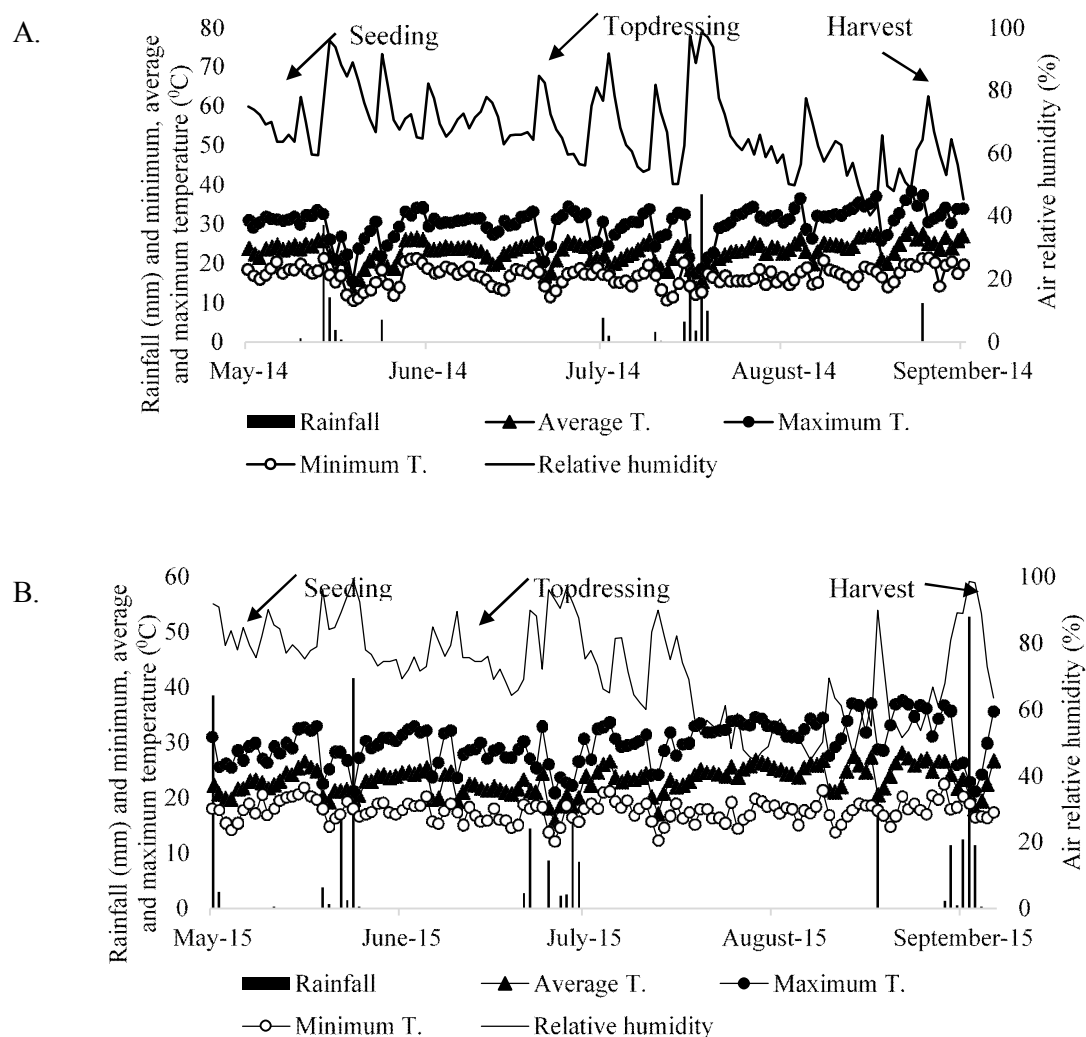 A.
Rainfall (mm) and minimum, average
and maximum temperature (⁰C)
80
70
60
50
40
30
20
10
0
Seeding
Topdressing
Harvest
100
80
60
40
20
0
Air relative humidity (%)
May-14 June-14 July-14 August-14 September-14
Rainfall Average T. Maximum T.
Minimum T. Relative humidity
B.
Rainfall (mm) and minimum, average
and maximum temperature (⁰C)
60
50
40
30
20
10
0
Seeding
Topdressing
Harvest
100
80
60
40
20
0
Air relative humidity (%)
May-15 June-15 July-15 August-15 September-15
Rainfall Average T. Maximum T.
Minimum T. Relative humidity